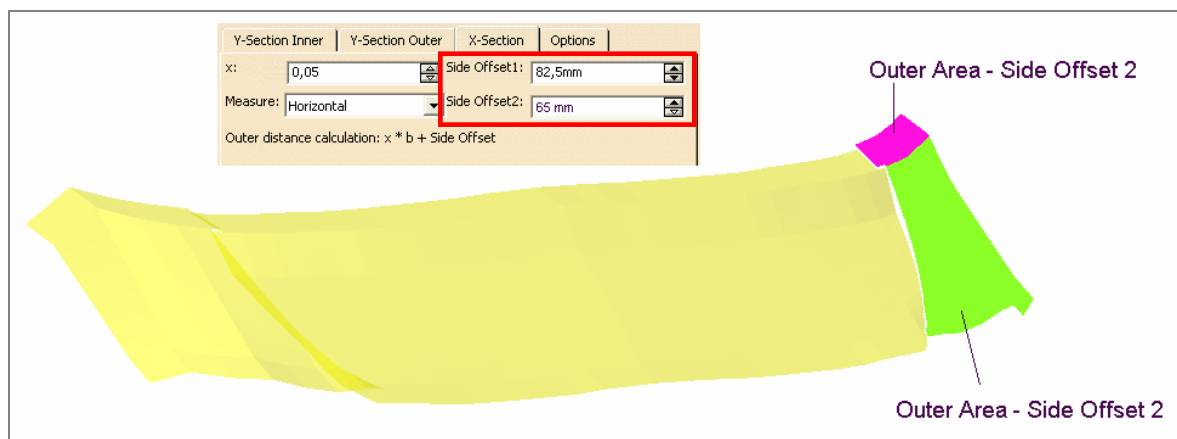 Y-Section Inner Y-Section Outer X-Section Options
x: 0,05 Side Offset1: 82,5mm
Measure: Horizontal Side Offset2: 65 mm
Outer distance calculation: x * b + Side Offset
Outer Area - Side Offset 2
Outer Area - Side Offset 2